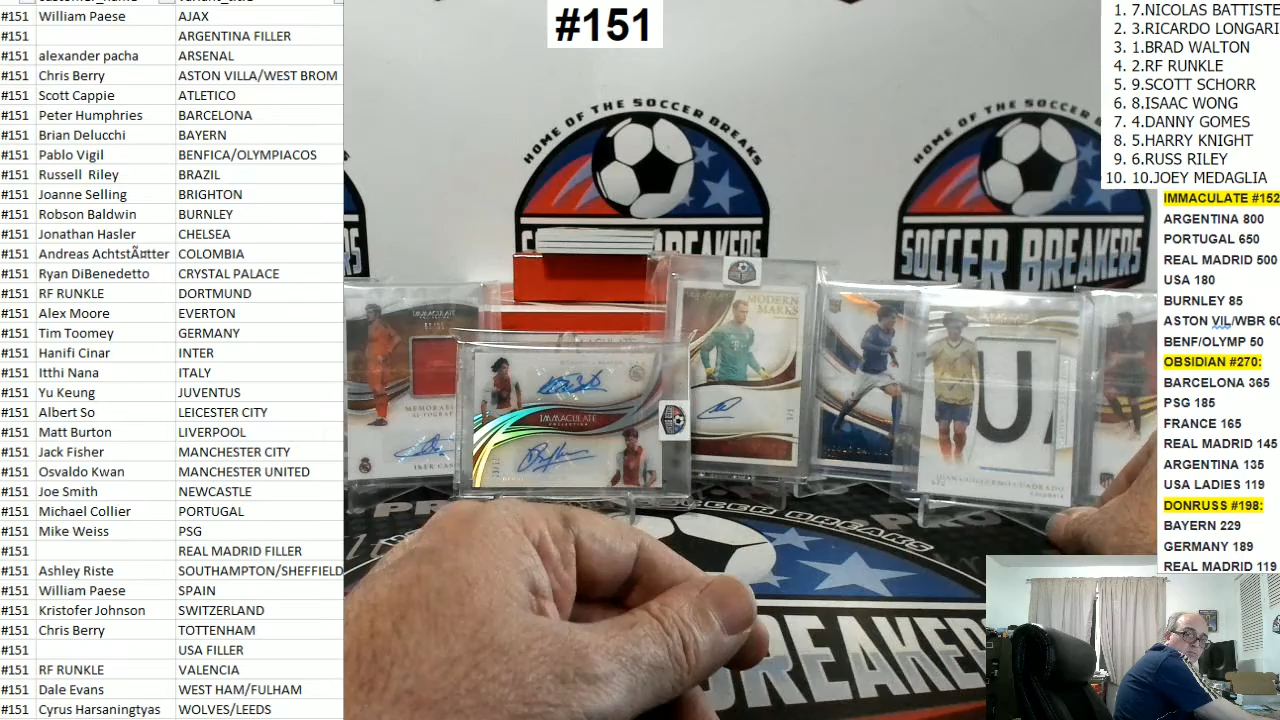 #151 William Paese AJAX
#151 ARGENTINA FILLER
#151 alexander pacha ARSENAL
#151 Chris Berry ASTON VILLA/WEST BROM
#151 Scott Cappie ATLETICO
#151 Peter Humphries BARCELONA
#151 Brian Delucchi BAYERN
#151 Pablo Vigil BENFICA/OLYMPIACOS
#151 Russell Riley BRAZIL
#151 Joanne Selling BRIGHTON
#151 Robson Baldwin BURNLEY
#151 Jonathan Hasler CHELSEA
#151 Andreas COLOMBIA
#151 Ryan DiBenedetto CRYSTAL PALACE
#151 RF RUNKLE DORTMUND
#151 Alex Moore EVERTON
#151 Tim Toomey GERMANY
#151 Hanifi Cinar INTER
#151 Itthi Nana ITALY
#151 Yu Keung JUVENTUS
#151 Albert So LEICESTER CITY
#151 Matt Burton LIVERPOOL
#151 Jack Fisher MANCHESTER CITY
#151 Osvaldo Kwan MANCHESTER UNITED
#151 Joe Smith NEWCASTLE
#151 Michael Collier PORTUGAL
#151 Mike Weiss PSG
#151 REAL MADRID FILLER
#151 Ashley Riste SOUTHAMPTON/SHEFFIELD
#151 William Paese SPAIN
#151 Kristofer Johnson SWITZERLAND
#151 Chris Berry TOTTENHAM
#151 USA FILLER
#151 RF RUNKLE VALENCIA
#151 Dale Evans WEST HAM/FULHAM
#151 Cyrus Harsaningtyas WOLVES/LEEDS
#151
HOME OF THE SOCCER BREAKS
HOME OF THE SOCCER BREAKS
SOCCER BREAKERS
MODERN MARKS
IMMACULATE
COLLECTION
U
BREAKERS
1. 7.NICOLAS BATTISTE
2. 3.RICARDO LONGARI
3. 1.BRAD WALTON
4. 2.RF RUNKLE
5. 9.SCOTT SCHORR
6. 8.ISAAC WONG
7. 4.DANNY GOMES
8. 5.HARRY KNIGHT
9. 6.RUSS RILEY
10. 10.JOEY MEDAGLIA
IMMACULATE #152
ARGENTINA 800
PORTUGAL 650
REAL MADRID 500
USA 180
BURNLEY 85
ASTON VIL/WBR 60
BENF/OLYMP 50
OBSIDIAN #270:
BARCELONA 365
PSG 185
FRANCE 165
REAL MADRID 145
ARGENTINA 135
USA LADIES 119
DONRUSS #198:
BAYERN 229
GERMANY 189
REAL MADRID 119